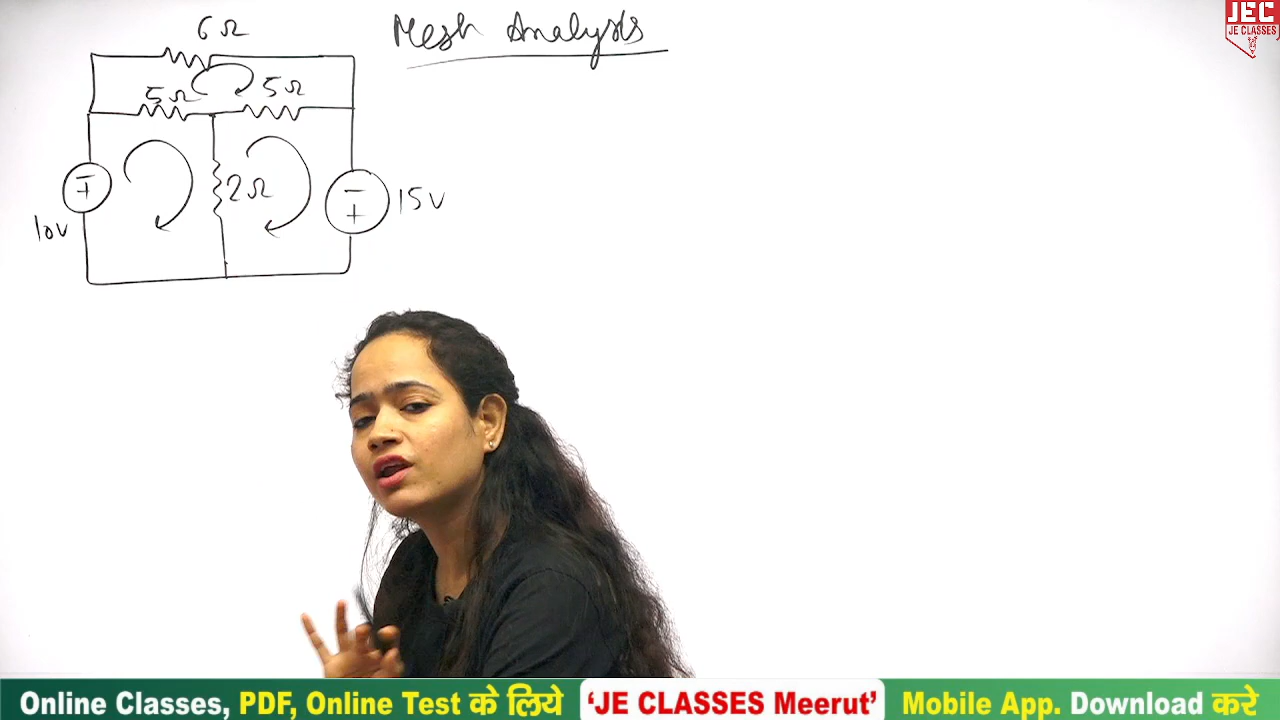 6 Ω
Mesh Analysis
JEC
JE CLASSES
5Ω 5Ω
2Ω
- +
10V
- +
15V
Online Classes, PDF, Online Test के लिये 'JE CLASSES Meerut' Mobile App. Download करे